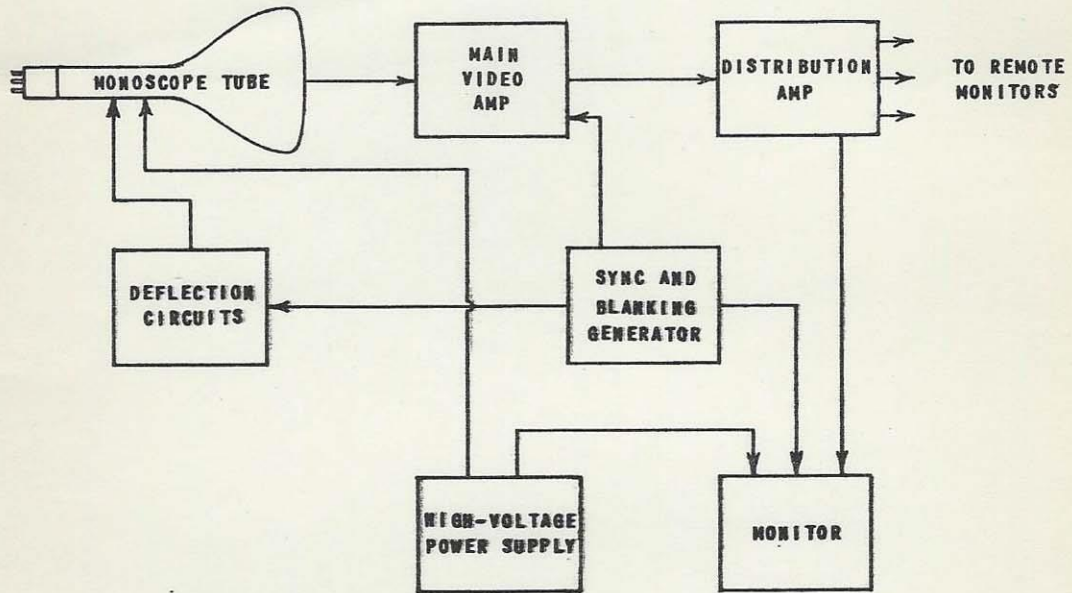 MONOSCOPE TUBE
MAIN
VIDEO
AMP
DISTRIBUTION
AMP
TO REMOTE
MONITORS
DEFLECTION
CIRCUITS
SYNC AND
BLANKING
GENERATOR
HIGH-VOLTAGE
POWER SUPPLY
MONITOR